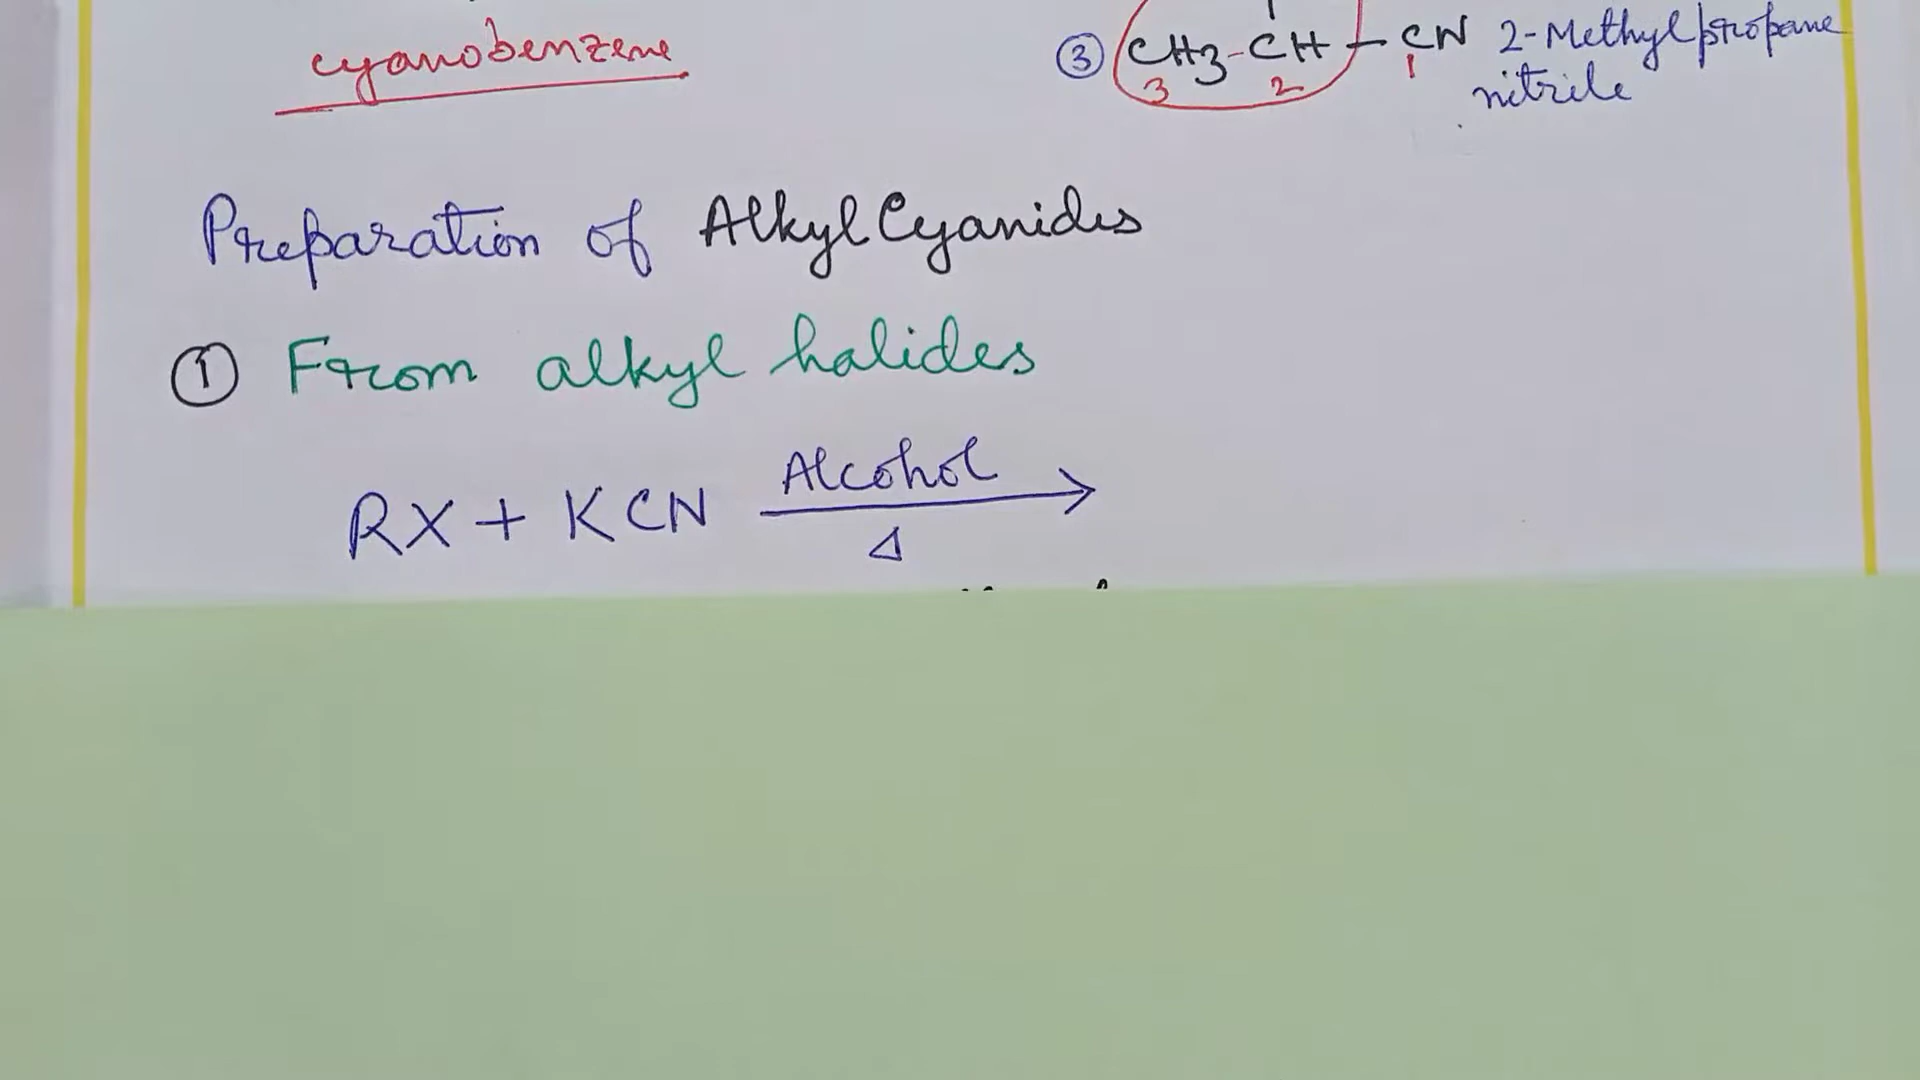 cyanobenzene
③ CH3-CH-CN 2-Methylpropane
3 2 1 nitrile
Preparation of Alkyl Cyanides
① From alkyl halides
RX + KCN Alcohol →
Δ